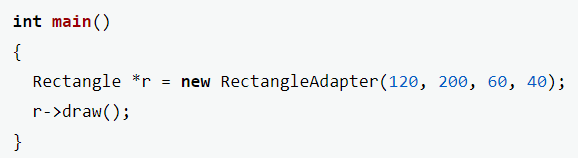 int main()
{
  Rectangle *r = new RectangleAdapter(120, 200, 60, 40);
  r->draw();
}